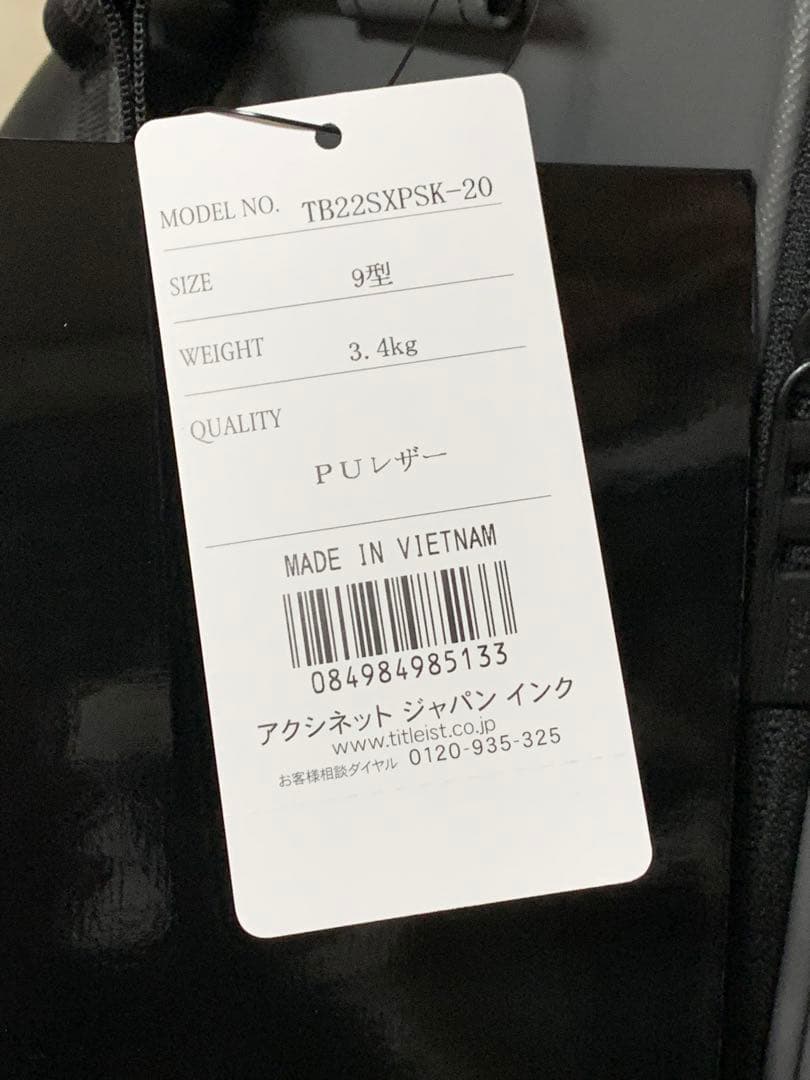 MODEL NO. TB22SXPSK-20
SIZE 9型
WEIGHT 3.4kg
QUALITY
PUレザー
MADE IN VIETNAM
084984985133
アクシネット ジャパン インク
www.titleist.co.jp
お客様相談ダイヤル 0120-935-325